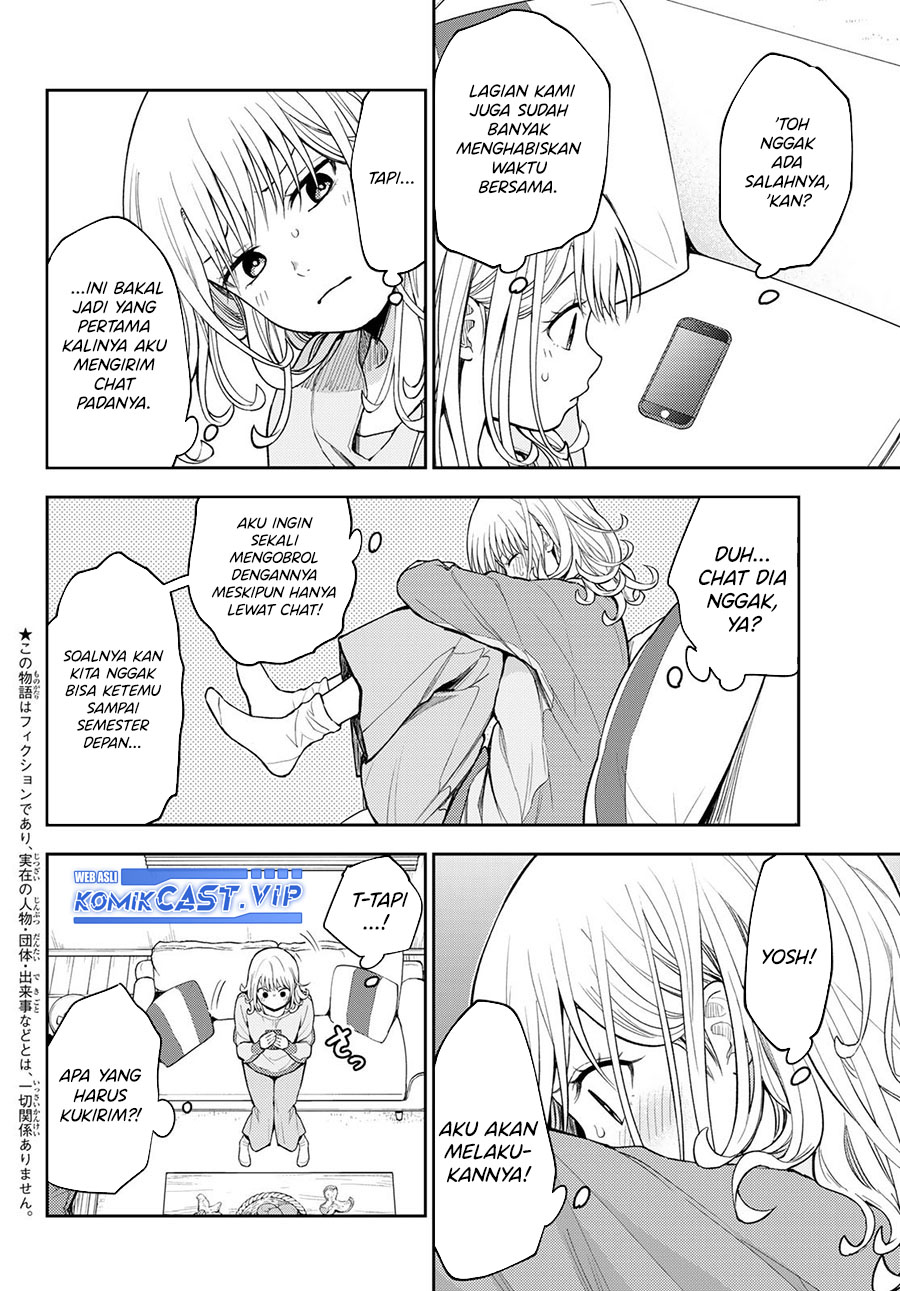 'TOH
NGGAK
ADA
SALAHNYA,
'KAN?
LAGIAN KAMI
JUGA SUDAH
BANYAK
MENGHABISKAN
WAKTU
BERSAMA.
TAPI...
...INI BAKAL
JADI YANG
PERTAMA
KALINYA AKU
MENGIRIM
CHAT
PADANYA.
DUH...
CHAT DIA
NGGAK,
YA?
AKU INGIN
SEKALI
MENGOBROL
DENGANNYA
MESKIPUN HANYA
LEWAT CHAT!
SOALNYA KAN
KITA NGGAK
BISA KETEMU
SAMPAI
SEMESTER
DEPAN...
YOSH!
AKU AKAN
MELAKU-
KANNYA!
T-TAPI
...!
APA YANG
HARUS
KUKIRIM?!
WEB ASLI
KOMIKCAST.VIP
★この物語はフィクションであり、実在の人物・団体・出来事などとは、一切関係ありません。